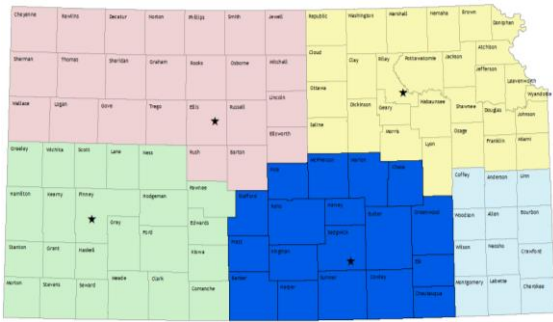 Cheyenne Rawlins Decatur Norton Phillips Smith Jewell Republic Washington Marshall Nemaha Brown Doniphan
Sherman Thomas Sheridan Graham Rooks Osborne Mitchell Cloud Clay Riley Pottawatomie Jackson Atchison
Jefferson Leavenworth
Wyandotte
Wallace Logan Gove Trego Ellis Russell Lincoln Ottawa Dickinson Geary Wabaunsee Shawnee Douglas Johnson
Ellsworth Saline Morris Lyon Osage Franklin Miami
Greeley Wichita Scott Lane Ness Rush Barton Rice McPherson Marion Chase Coffey Anderson Linn
Hamilton Kearny Finney Hodgeman Pawnee Stafford Reno Harvey Butler Greenwood Woodson Allen Bourbon
Gray Ford Edwards Sedgwick
Stanton Grant Haskell Kiowa Pratt Kingman Elk Wilson Neosho Crawford
Morton Stevens Seward Meade Clark Comanche Barber Harper Sumner Cowley Chautauqua Montgomery Labette Cherokee